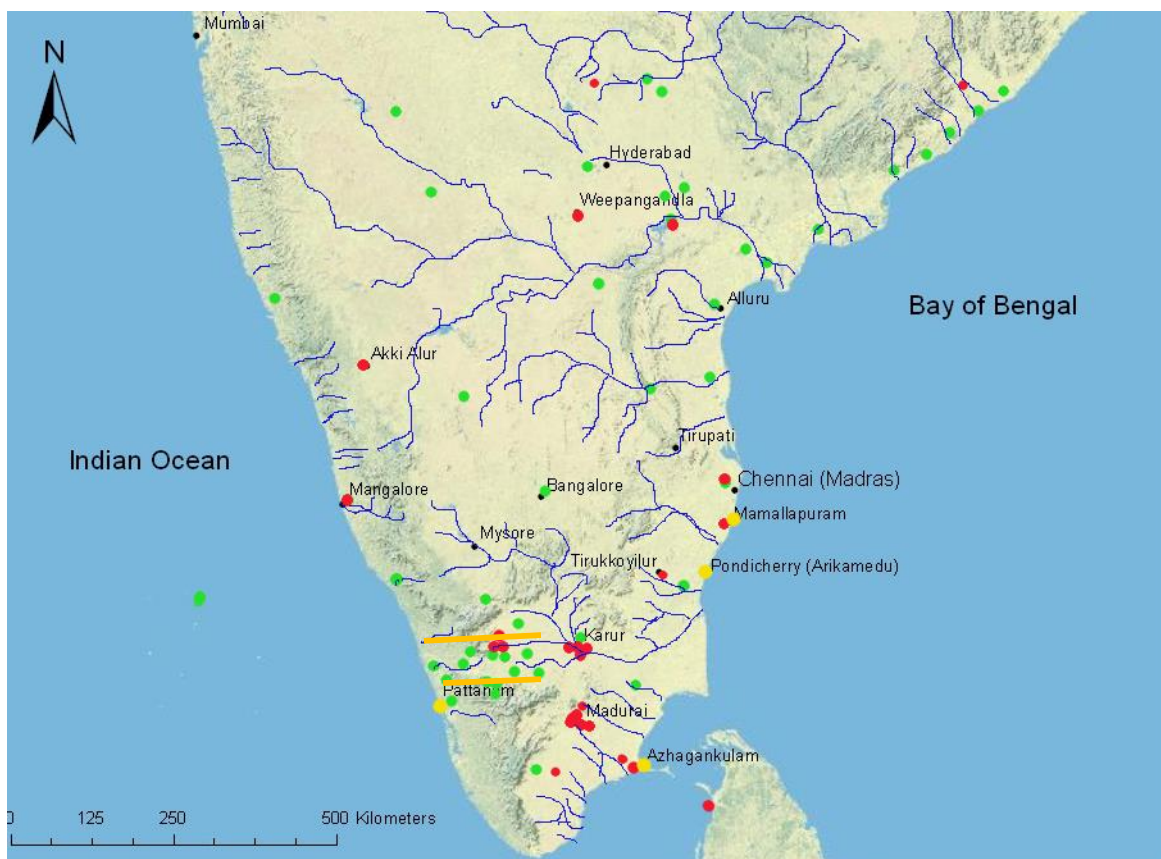 Mumbai
N
Hyderabad
Weepangandla
Alluru
Bay of Bengal
Akki Alur
Tirupati
Indian Ocean
Chennai (Madras)
Mangalore
Bangalore
Mamallapuram
Mysore
Tirukkoyilur
Pondicherry (Arikamedu)
Karur
Pattanam
Madurai
Azhagankulam
0 125 250 500 Kilometers